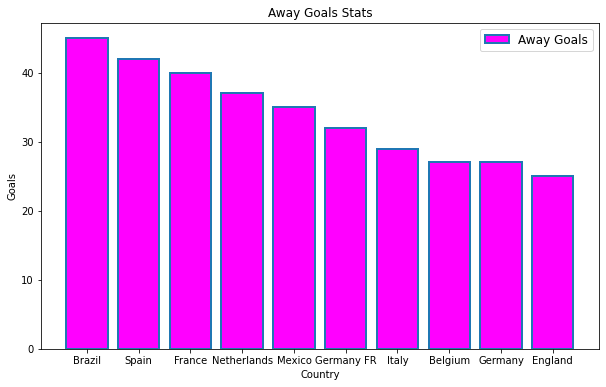 Away Goals Stats
Away Goals
Goals
40
30
20
10
0
Brazil Spain France Netherlands Mexico Germany FR Italy Belgium Germany England
Country